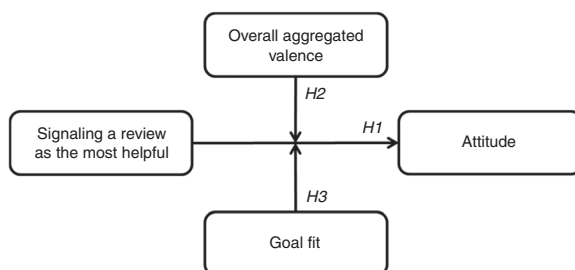 Overall aggregated
valence
H2
Signaling a review
as the most helpful
H1
Attitude
H3
Goal fit